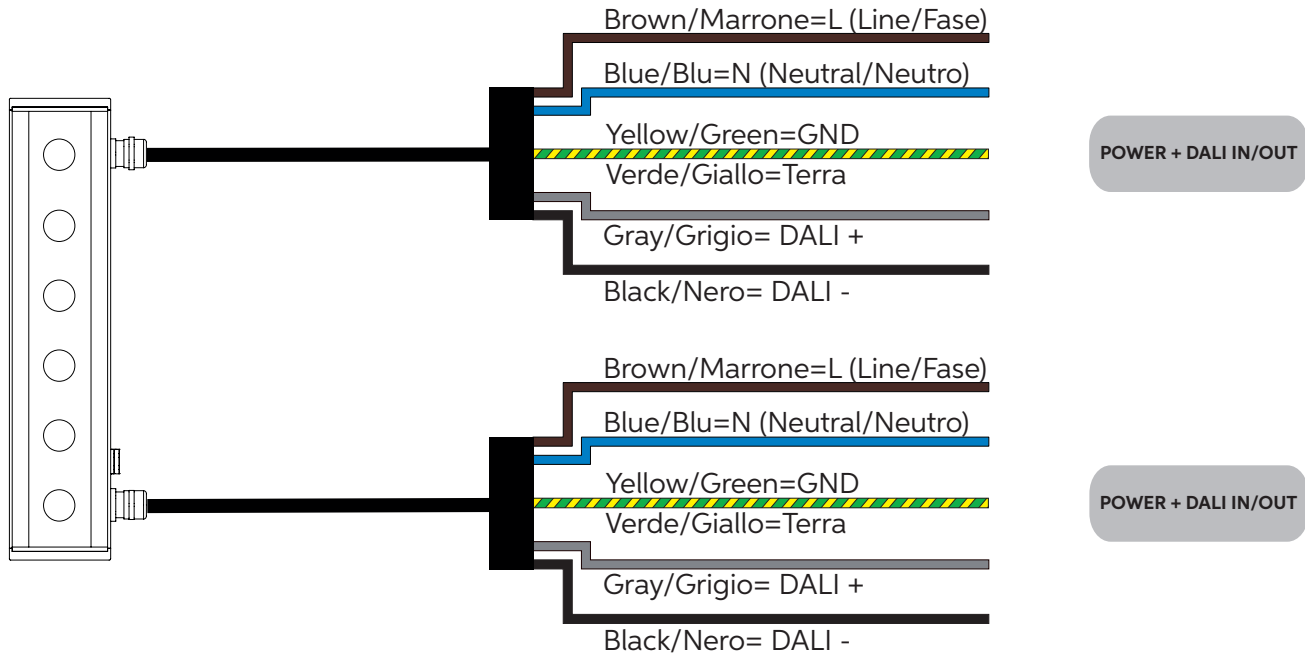 Brown/Marrone=L (Line/Fase)
Blue/Blu=N (Neutral/Neutro)
Yellow/Green=GND
Verde/Giallo=Terra
Gray/Grigio= DALI +
Black/Nero= DALI -
POWER + DALI IN/OUT
Brown/Marrone=L (Line/Fase)
Blue/Blu=N (Neutral/Neutro)
Yellow/Green=GND
Verde/Giallo=Terra
Gray/Grigio= DALI +
Black/Nero= DALI -
POWER + DALI IN/OUT